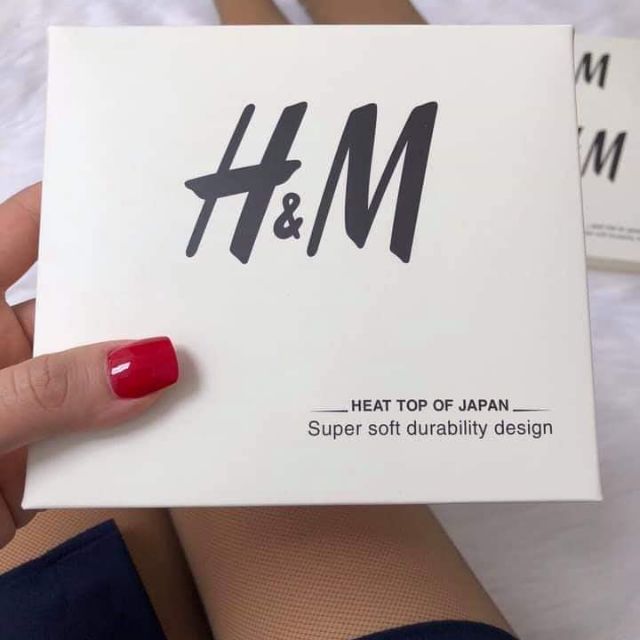 H&M
HEAT TOP OF JAPAN
Super soft durability design
M
M